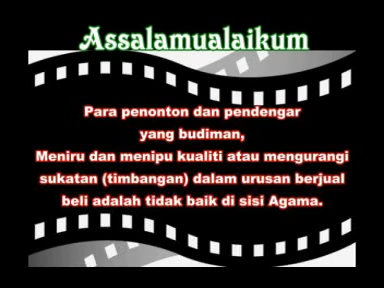 Assalamualaikum
Para penonton dan pendengar
yang budiman,
Meniru dan menipu kualiti atau mengurangi
sukatan (timbangan) dalam urusan berjual
beli adalah tidak baik di sisi Agama.